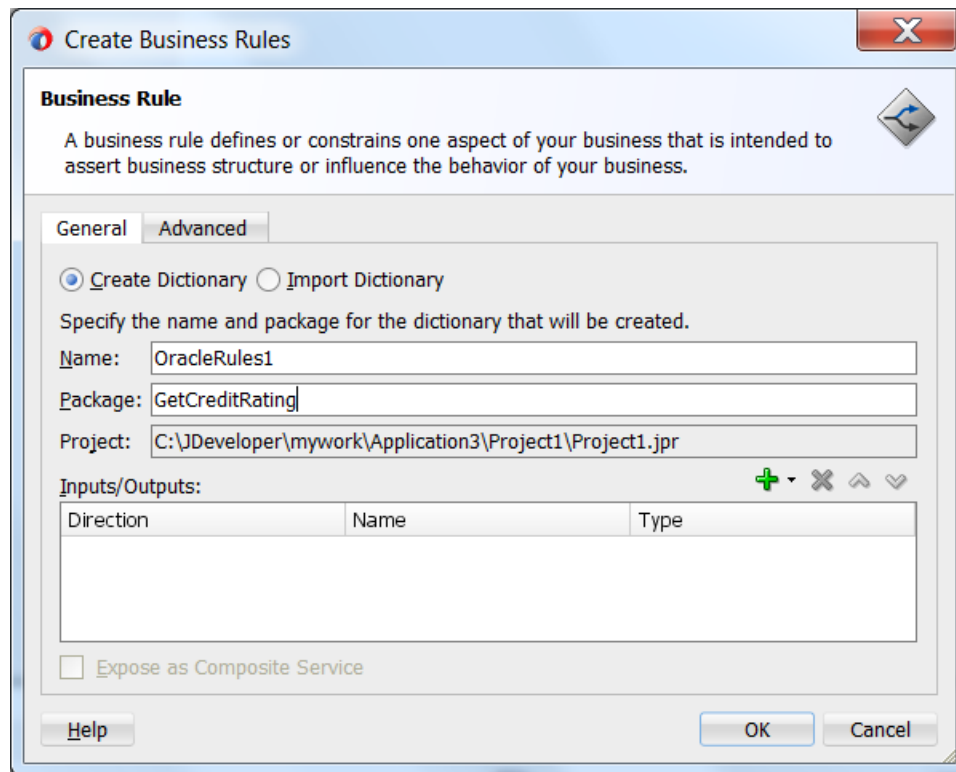 Create Business Rules
Business Rule
A business rule defines or constrains one aspect of your business that is intended to
assert business structure or influence the behavior of your business.
General Advanced
Create Dictionary Import Dictionary
Specify the name and package for the dictionary that will be created.
Name: OracleRules1
Package: GetCreditRating
Project: C:\JDeveloper\mywork\Application3\Project1\Project1.jpr
Inputs/Outputs:
Direction Name Type
Expose as Composite Service
Help OK Cancel